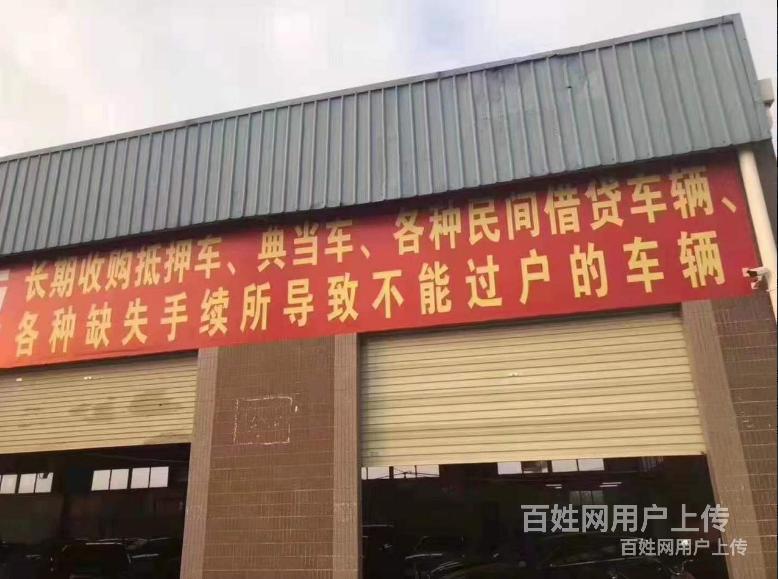 长期收购抵押车、典当车、各种民间借贷车辆、
各种缺失手续所导致不能过户的车辆
百姓网用户上传
百姓网用户上传